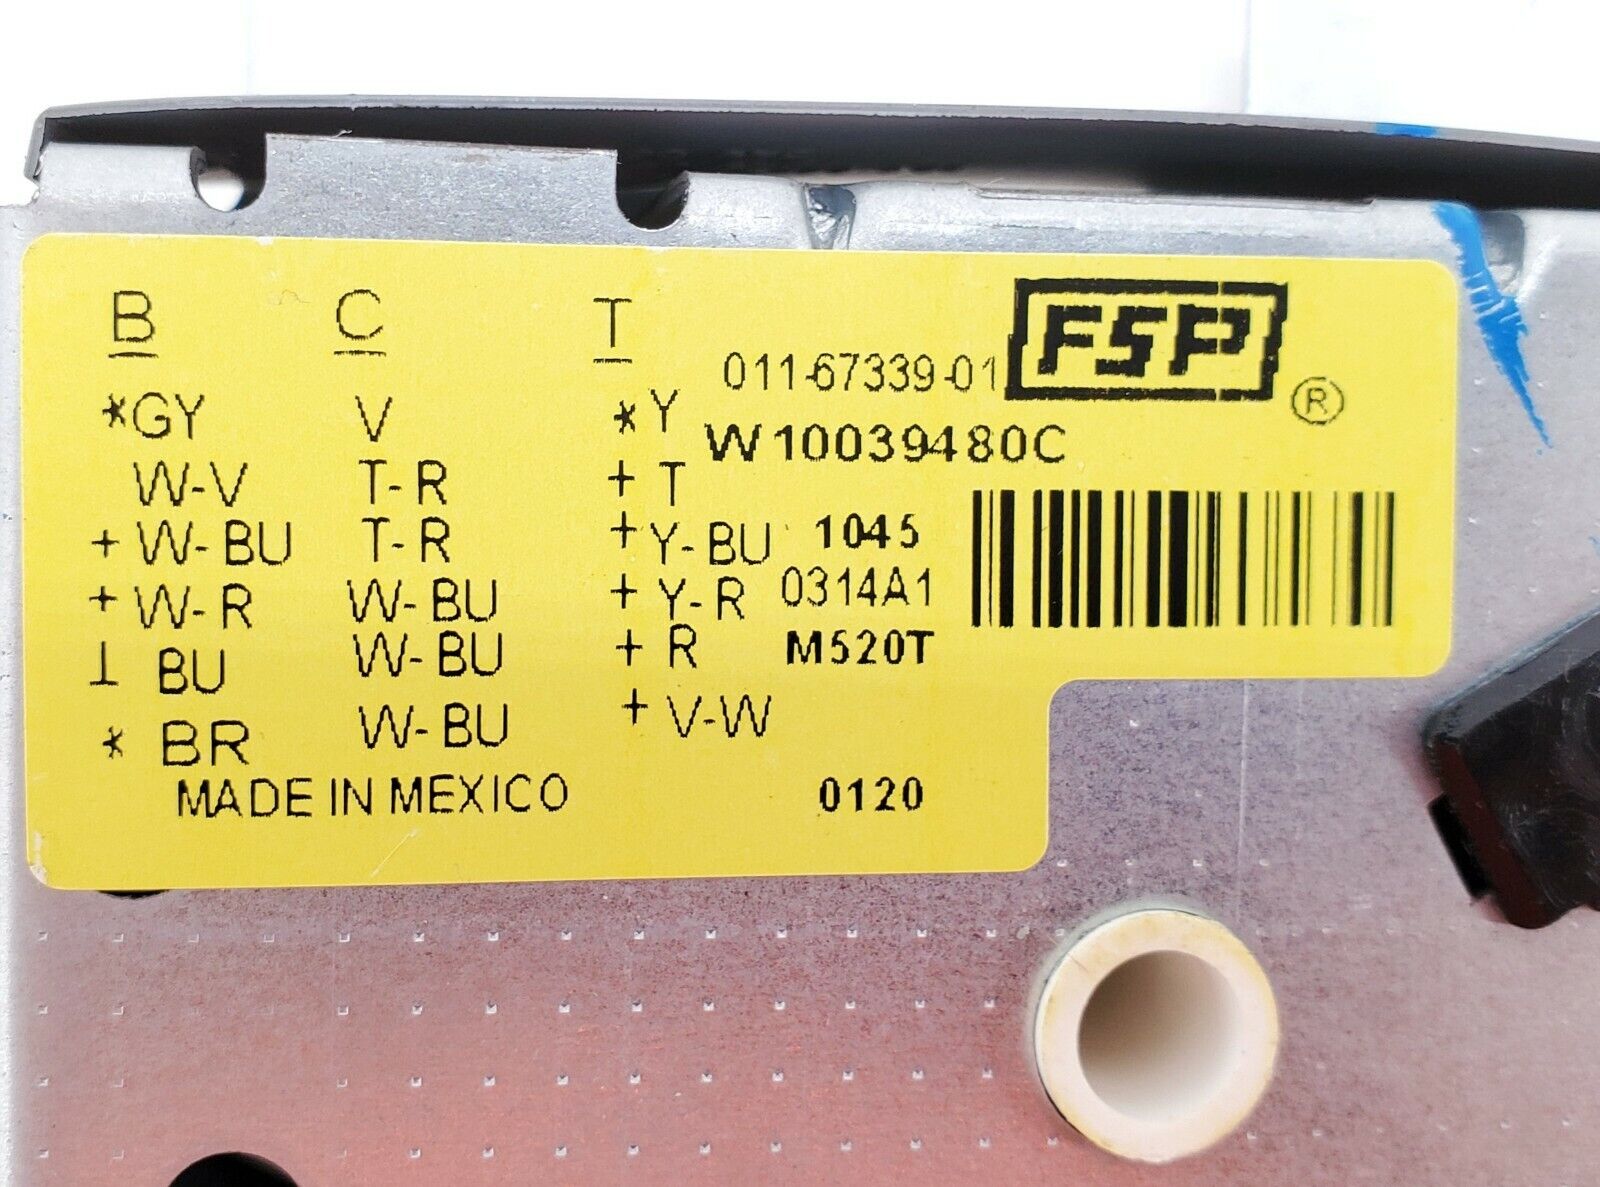 B C T FSP ®
011-67339-01
*GY V *Y W10039480C
W-V T-R +T
+W-BU T-R +Y-BU 1045
+W-R W-BU +Y-R 0314A1
⊥ BU W-BU +R M520T
* BR W-BU +V-W
MADE IN MEXICO 0120